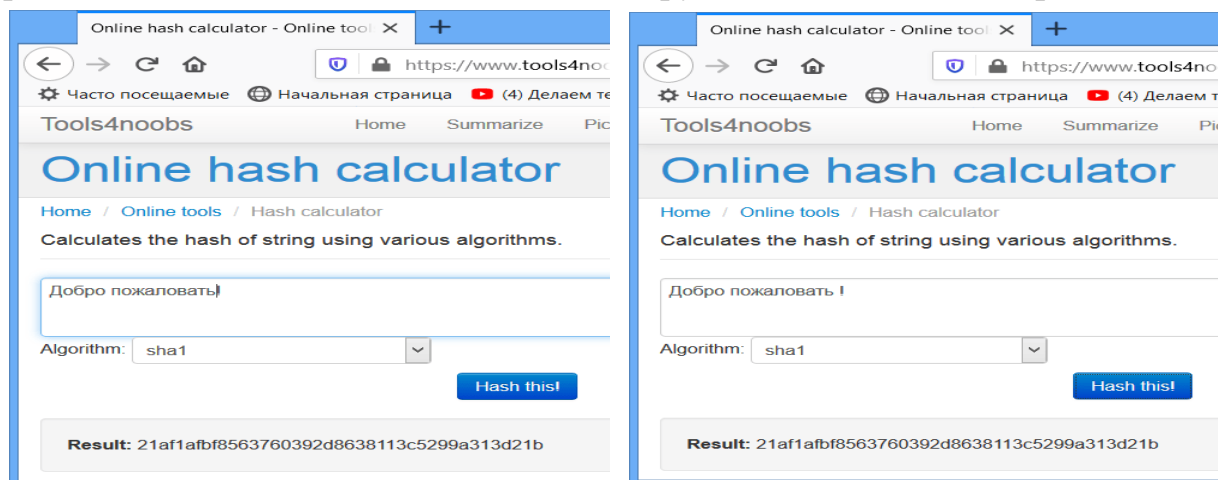 Online hash calculator - Online tool
https://www.tools4noo
Часто посещаемые Начальная страница (4) Делаем те
Tools4noobs Home Summarize Pic
Online hash calculator
Home / Online tools / Hash calculator
Calculates the hash of string using various algorithms.
Добро пожаловать!
Algorithm: sha1
Hash this!
Result: 21af1afbf8563760392d8638113c5299a313d21b
Online hash calculator - Online tool
https://www.tools4no
Часто посещаемые Начальная страница (4) Делаем т
Tools4noobs Home Summarize Pi
Online hash calculator
Home / Online tools / Hash calculator
Calculates the hash of string using various algorithms.
Добро пожаловать !
Algorithm: sha1
Hash this!
Result: 21af1afbf8563760392d8638113c5299a313d21b